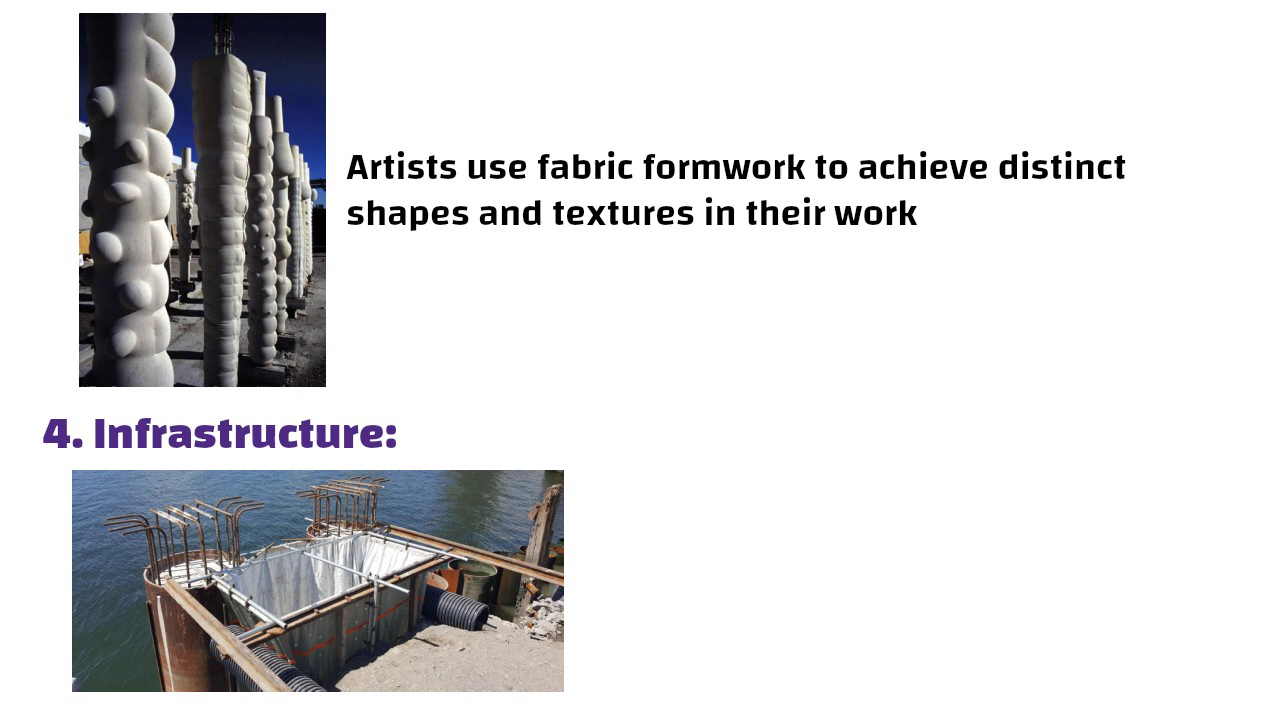 Artists use fabric formwork to achieve distinct
shapes and textures in their work
4. Infrastructure: